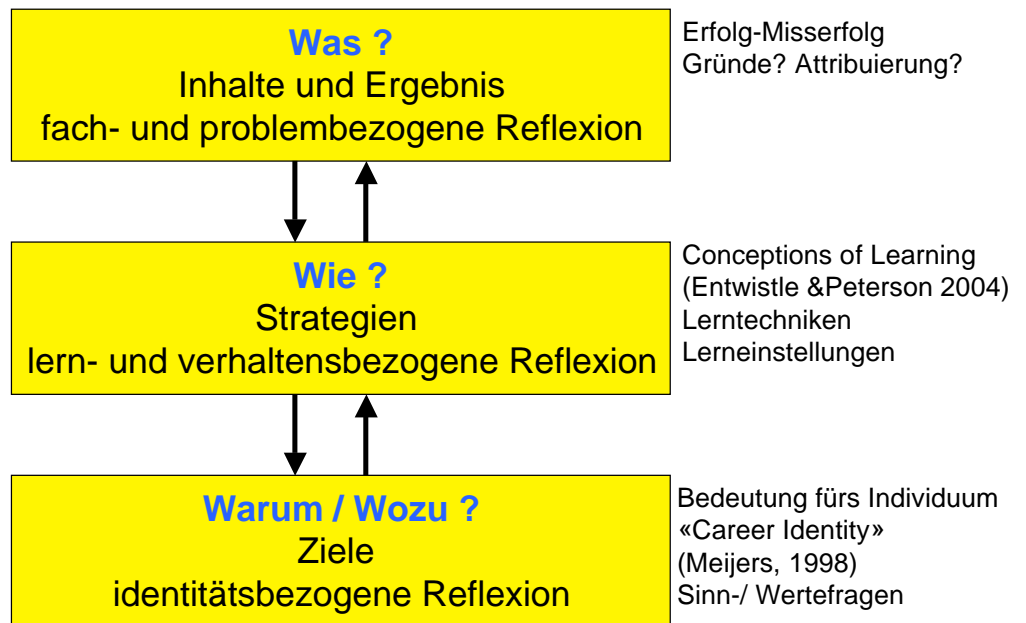 Was ?
Inhalte und Ergebnis
fach- und problembezogene Reflexion
Erfolg-Misserfolg
Gründe? Attribuierung?
Wie ?
Strategien
lern- und verhaltensbezogene Reflexion
Conceptions of Learning
(Entwistle &Peterson 2004)
Lerntechniken
Lerneinstellungen
Warum / Wozu ?
Ziele
identitätsbezogene Reflexion
Bedeutung fürs Individuum
«Career Identity»
(Meijers, 1998)
Sinn-/ Wertefragen